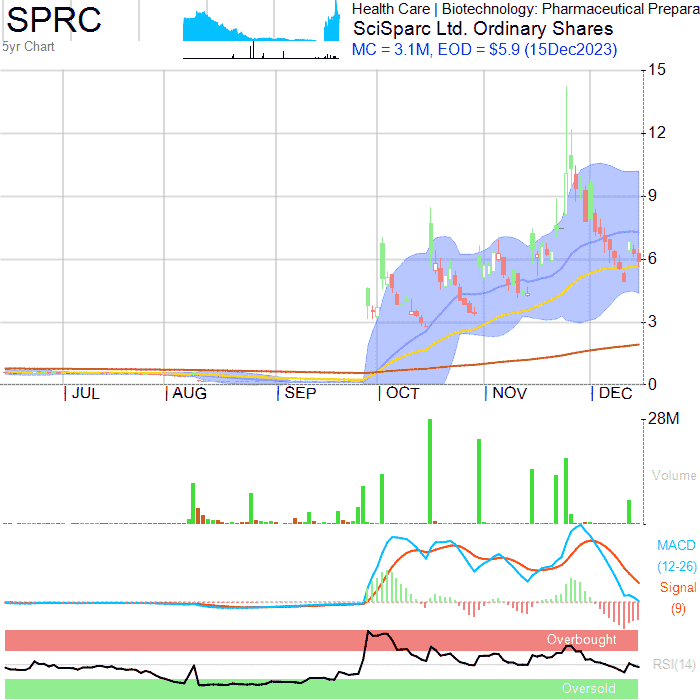 SPRC
5yr Chart
Health Care | Biotechnology: Pharmaceutical Prepara
SciSparc Ltd. Ordinary Shares
MC = 3.1M, EOD = $5.9 (15Dec2023)
15
12
9
6
3
0
JUL AUG SEP OCT NOV DEC
28M
Volume
MACD
(12-26)
Signal
(9)
Overbought
RSI(14)
Oversold